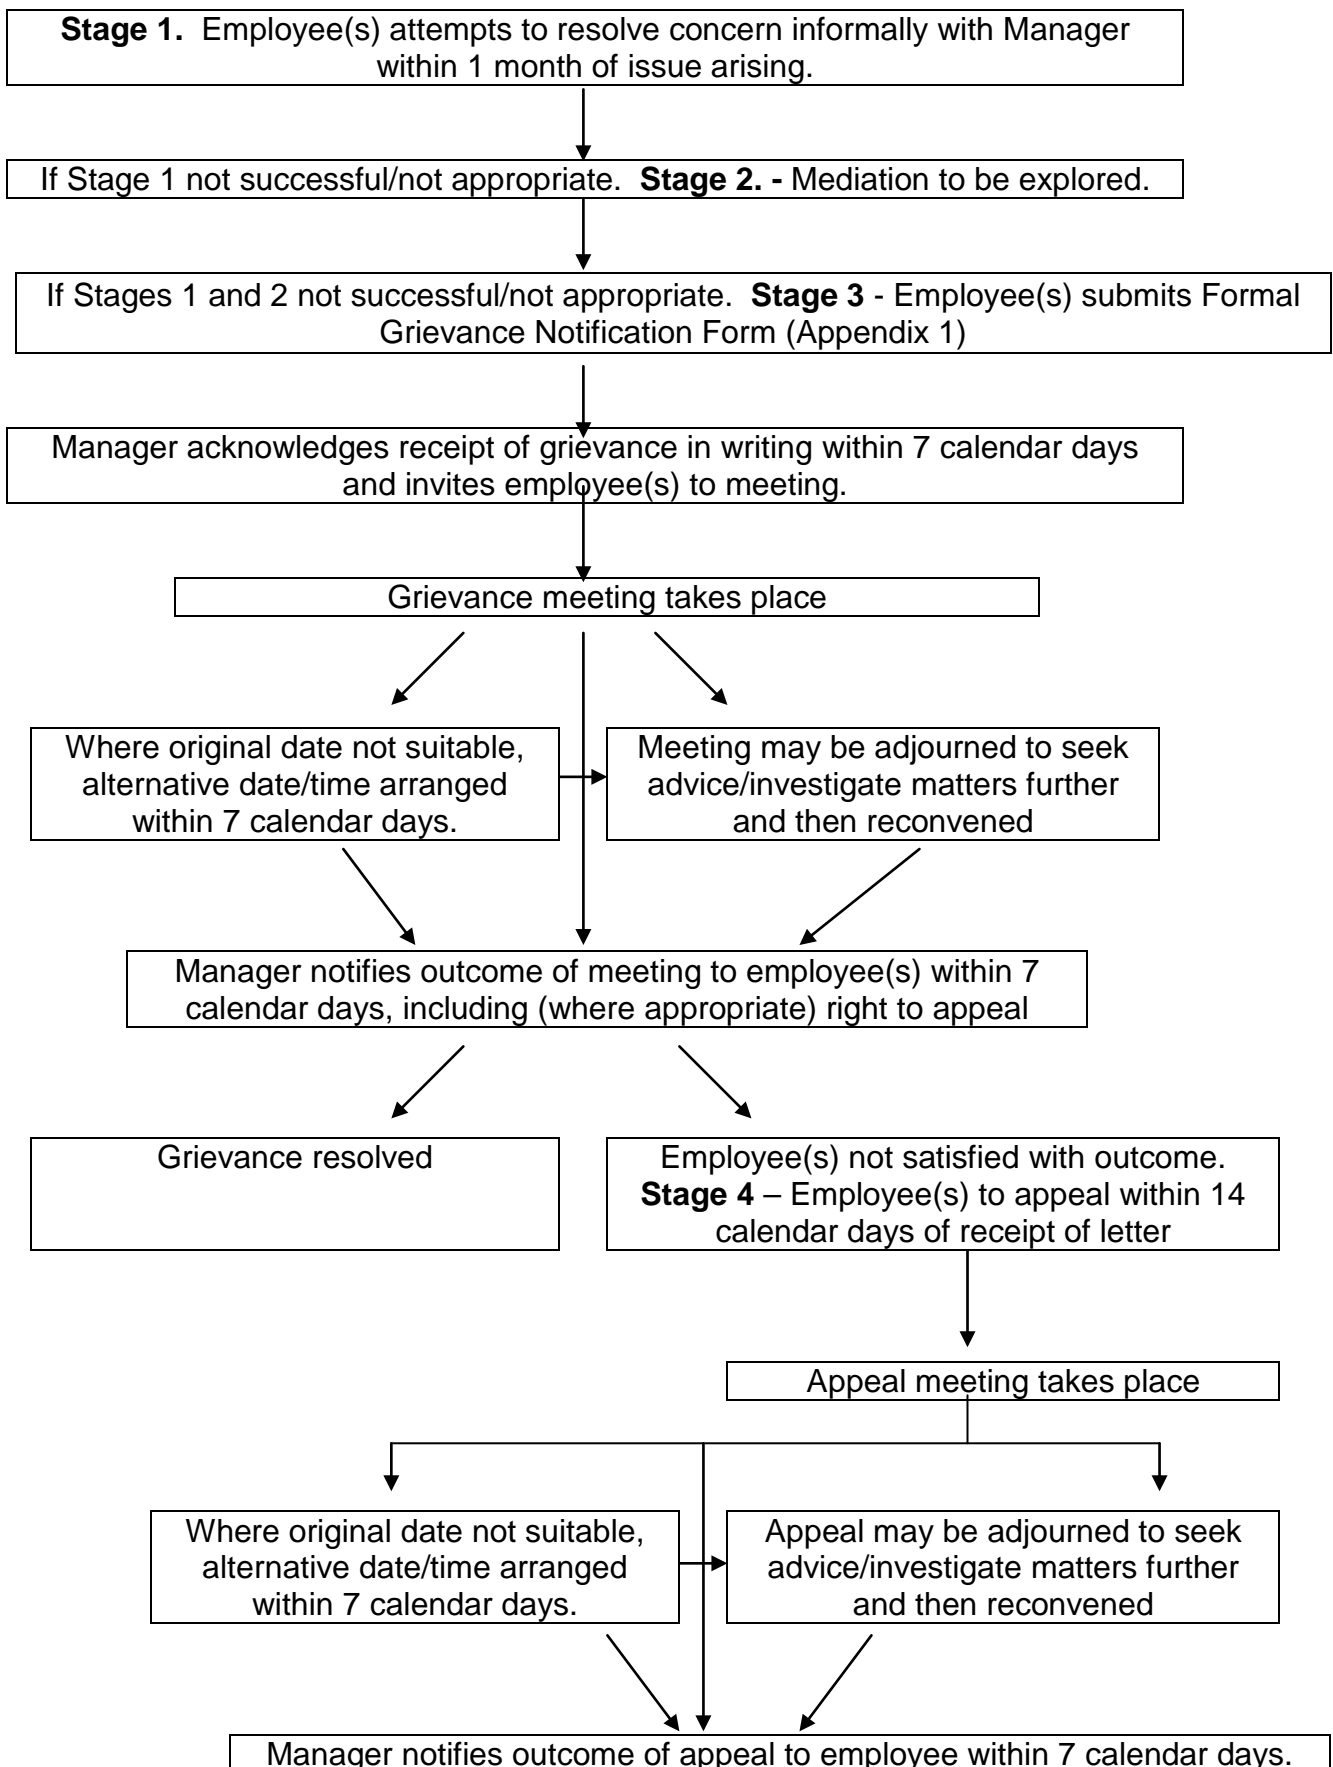 Stage 1. Employee(s) attempts to resolve concern informally with Manager
within 1 month of issue arising.
If Stage 1 not successful/not appropriate. Stage 2. - Mediation to be explored.
If Stages 1 and 2 not successful/not appropriate. Stage 3 - Employee(s) submits Formal
Grievance Notification Form (Appendix 1)
Manager acknowledges receipt of grievance in writing within 7 calendar days
and invites employee(s) to meeting.
Grievance meeting takes place
Where original date not suitable,
alternative date/time arranged
within 7 calendar days.
Meeting may be adjourned to seek
advice/investigate matters further
and then reconvened
Manager notifies outcome of meeting to employee(s) within 7
calendar days, including (where appropriate) right to appeal
Grievance resolved
Employee(s) not satisfied with outcome.
Stage 4 – Employee(s) to appeal within 14
calendar days of receipt of letter
Appeal meeting takes place
Where original date not suitable,
alternative date/time arranged
within 7 calendar days.
Appeal may be adjourned to seek
advice/investigate matters further
and then reconvened
Manager notifies outcome of appeal to employee within 7 calendar days.